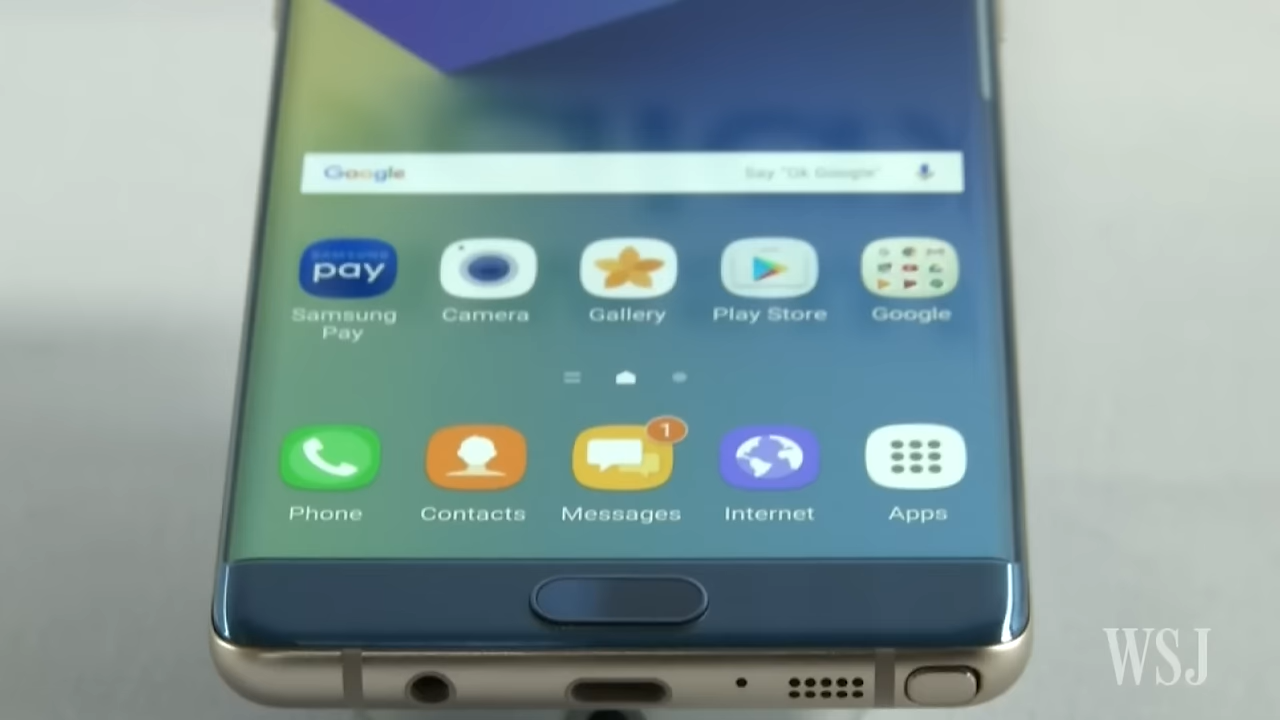 Google
Say "Ok Google"
SAMSUNG
pay
Samsung
Pay
Camera
Gallery
Play Store
Google
1
Phone
Contacts
Messages
Internet
Apps
WSJ